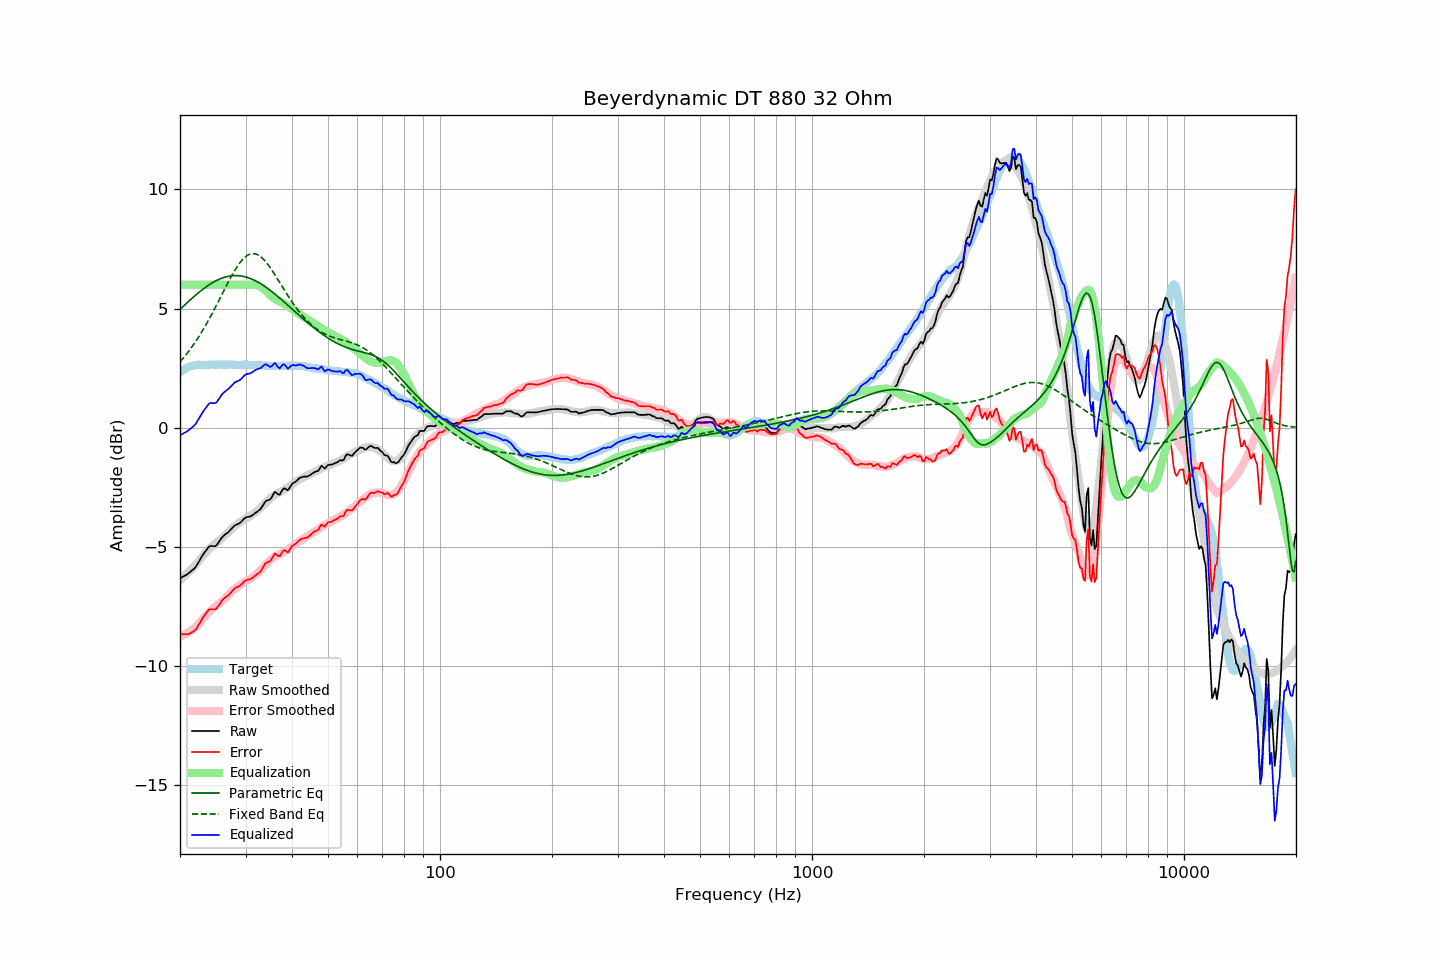 Beyerdynamic DT 880 32 Ohm
Amplitude (dBr)
10
5
0
−5
−10
−15
Target
Raw Smoothed
Error Smoothed
Raw
Error
Equalization
Parametric Eq
Fixed Band Eq
Equalized
100
1000
10000
Frequency (Hz)